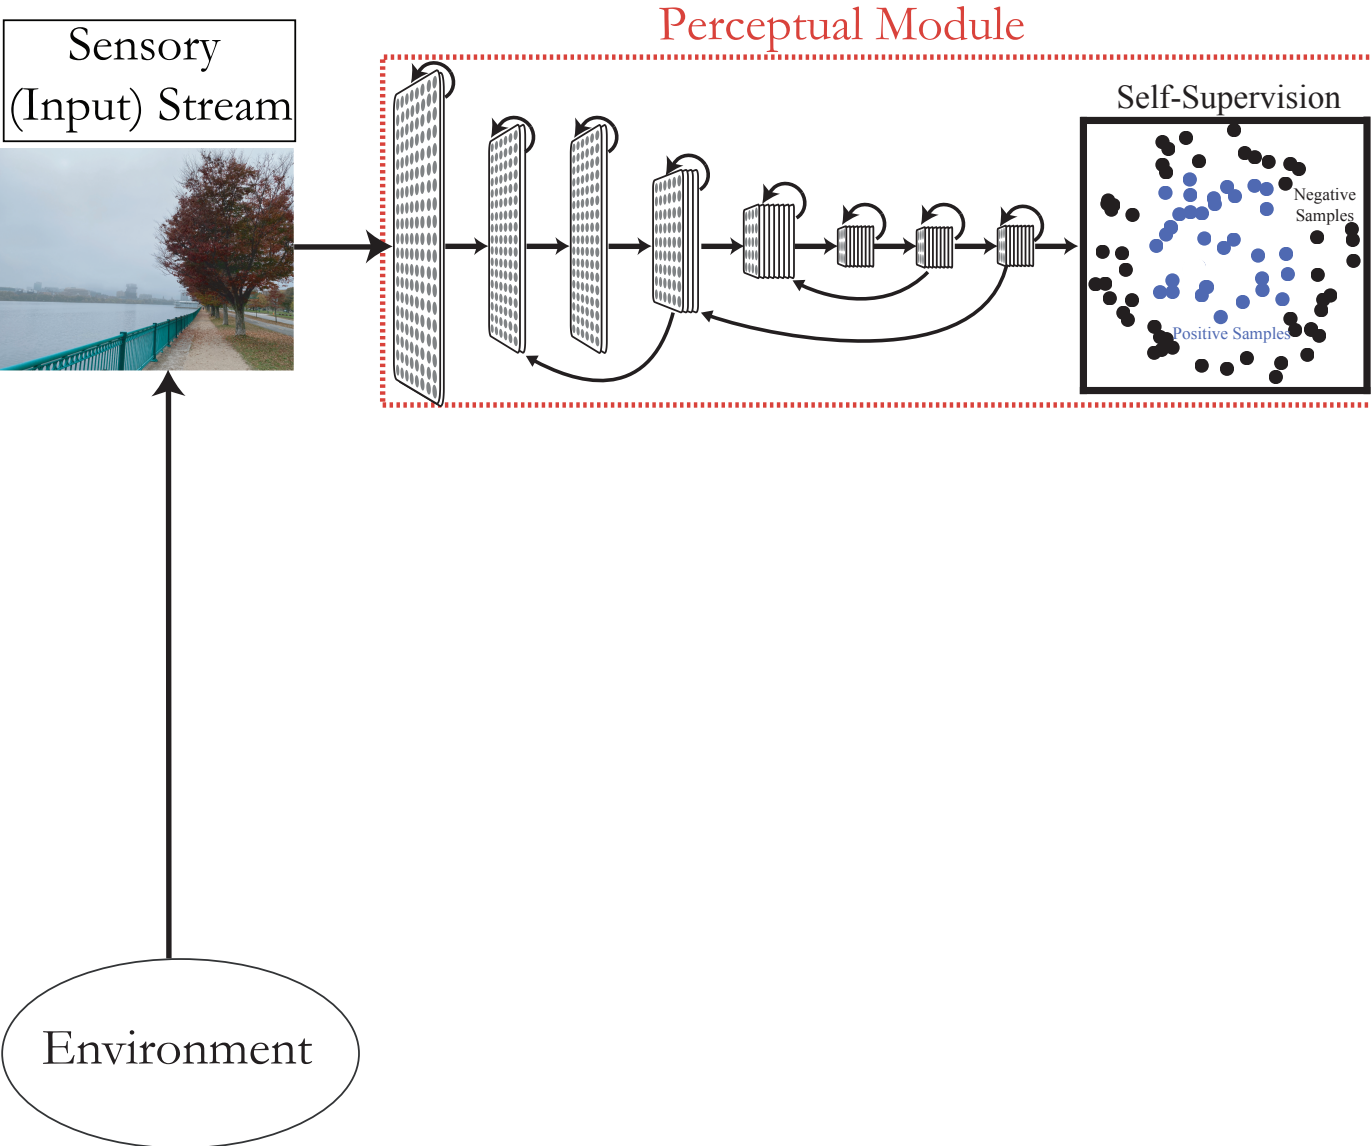 Perceptual Module
Sensory
(Input) Stream
Self-Supervision
Negative
Samples
Positive Samples
Environment